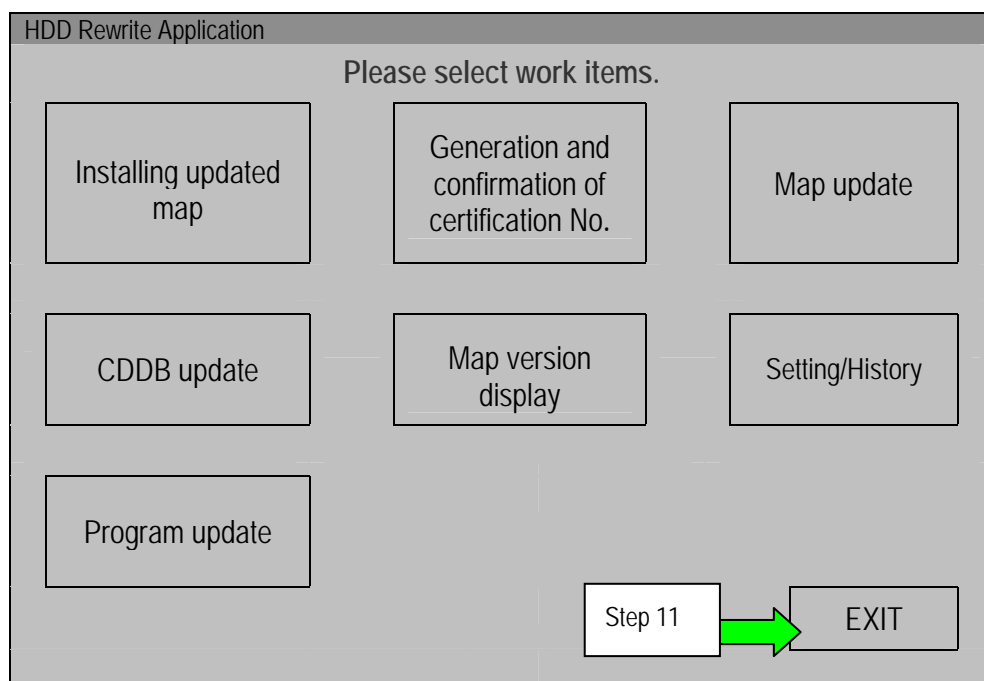 HDD Rewrite Application
Please select work items.
Installing updated
map
Generation and
confirmation of
certification No.
Map update
CDDB update
Map version
display
Setting/History
Program update
Step 11
EXIT